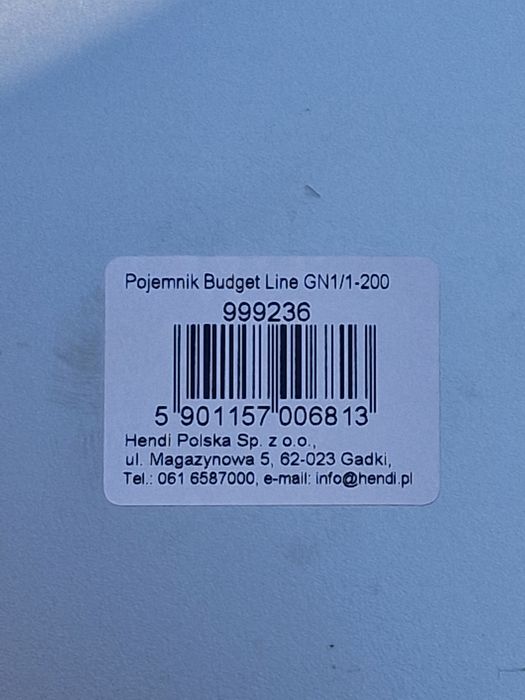 Pojemnik Budget Line GN1/1-200
999236
5 901157 006813
Hendi Polska Sp. z o.o.,
ul. Magazynowa 5, 62-023 Gadki,
Tel.: 061 6587000, e-mail: info@hendi.pl